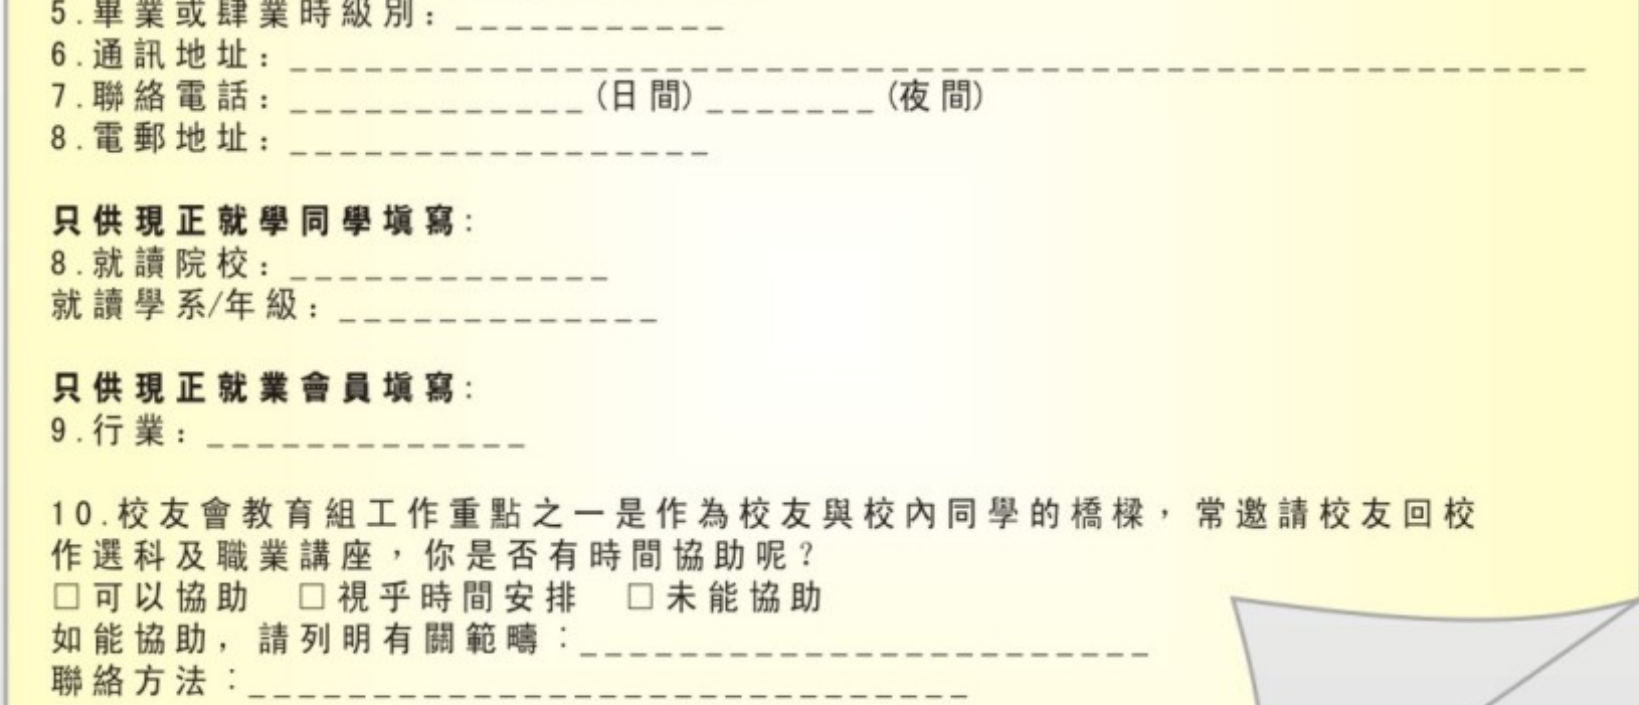 5.畢業或肄業時級別：___________
6.通訊地址：____________________________________________________
7.聯絡電話：____________(日間)_______(夜間)
8.電郵地址：_________________
只供現正就學同學塡寫:
8.就讀院校：_____________
就讀學系/年級：_____________
只供現正就業會員塡寫:
9.行業：_____________
10.校友會教育組工作重點之一是作為校友與校內同學的橋樑，常邀請校友回校
作選科及職業講座，你是否有時間協助呢？
□可以協助 □視乎時間安排 □未能協助
如能協助，請列明有關範疇：_______________________
聯絡方法：_____________________________